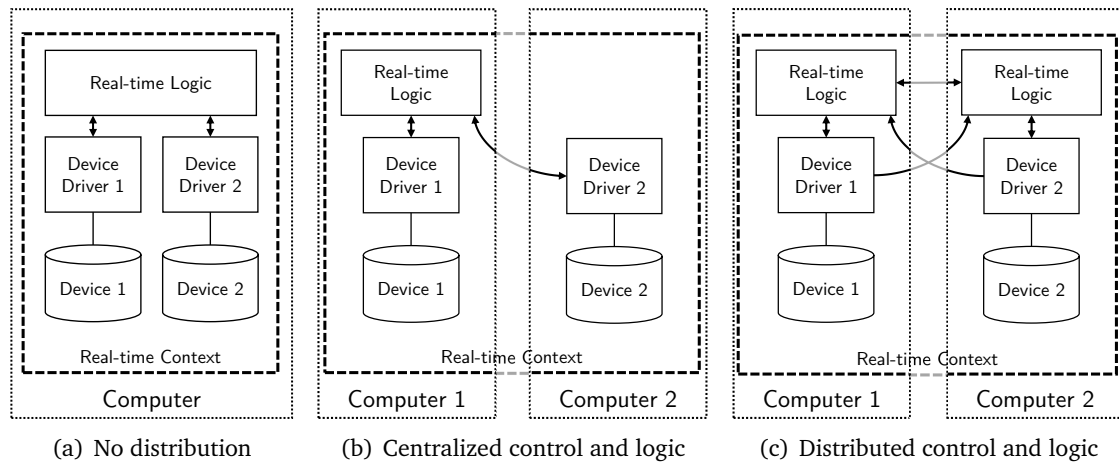 Real-time Logic
Device
Driver 1
Device
Driver 2
Device 1
Device 2
Real-time Context
Computer
(a) No distribution
Real-time
Logic
Device
Driver 1
Device
Driver 2
Device 1
Device 2
Real-time Context
Computer 1
Computer 2
(b) Centralized control and logic
Real-time
Logic
Real-time
Logic
Device
Driver 1
Device
Driver 2
Device 1
Device 2
Real-time Context
Computer 1
Computer 2
(c) Distributed control and logic